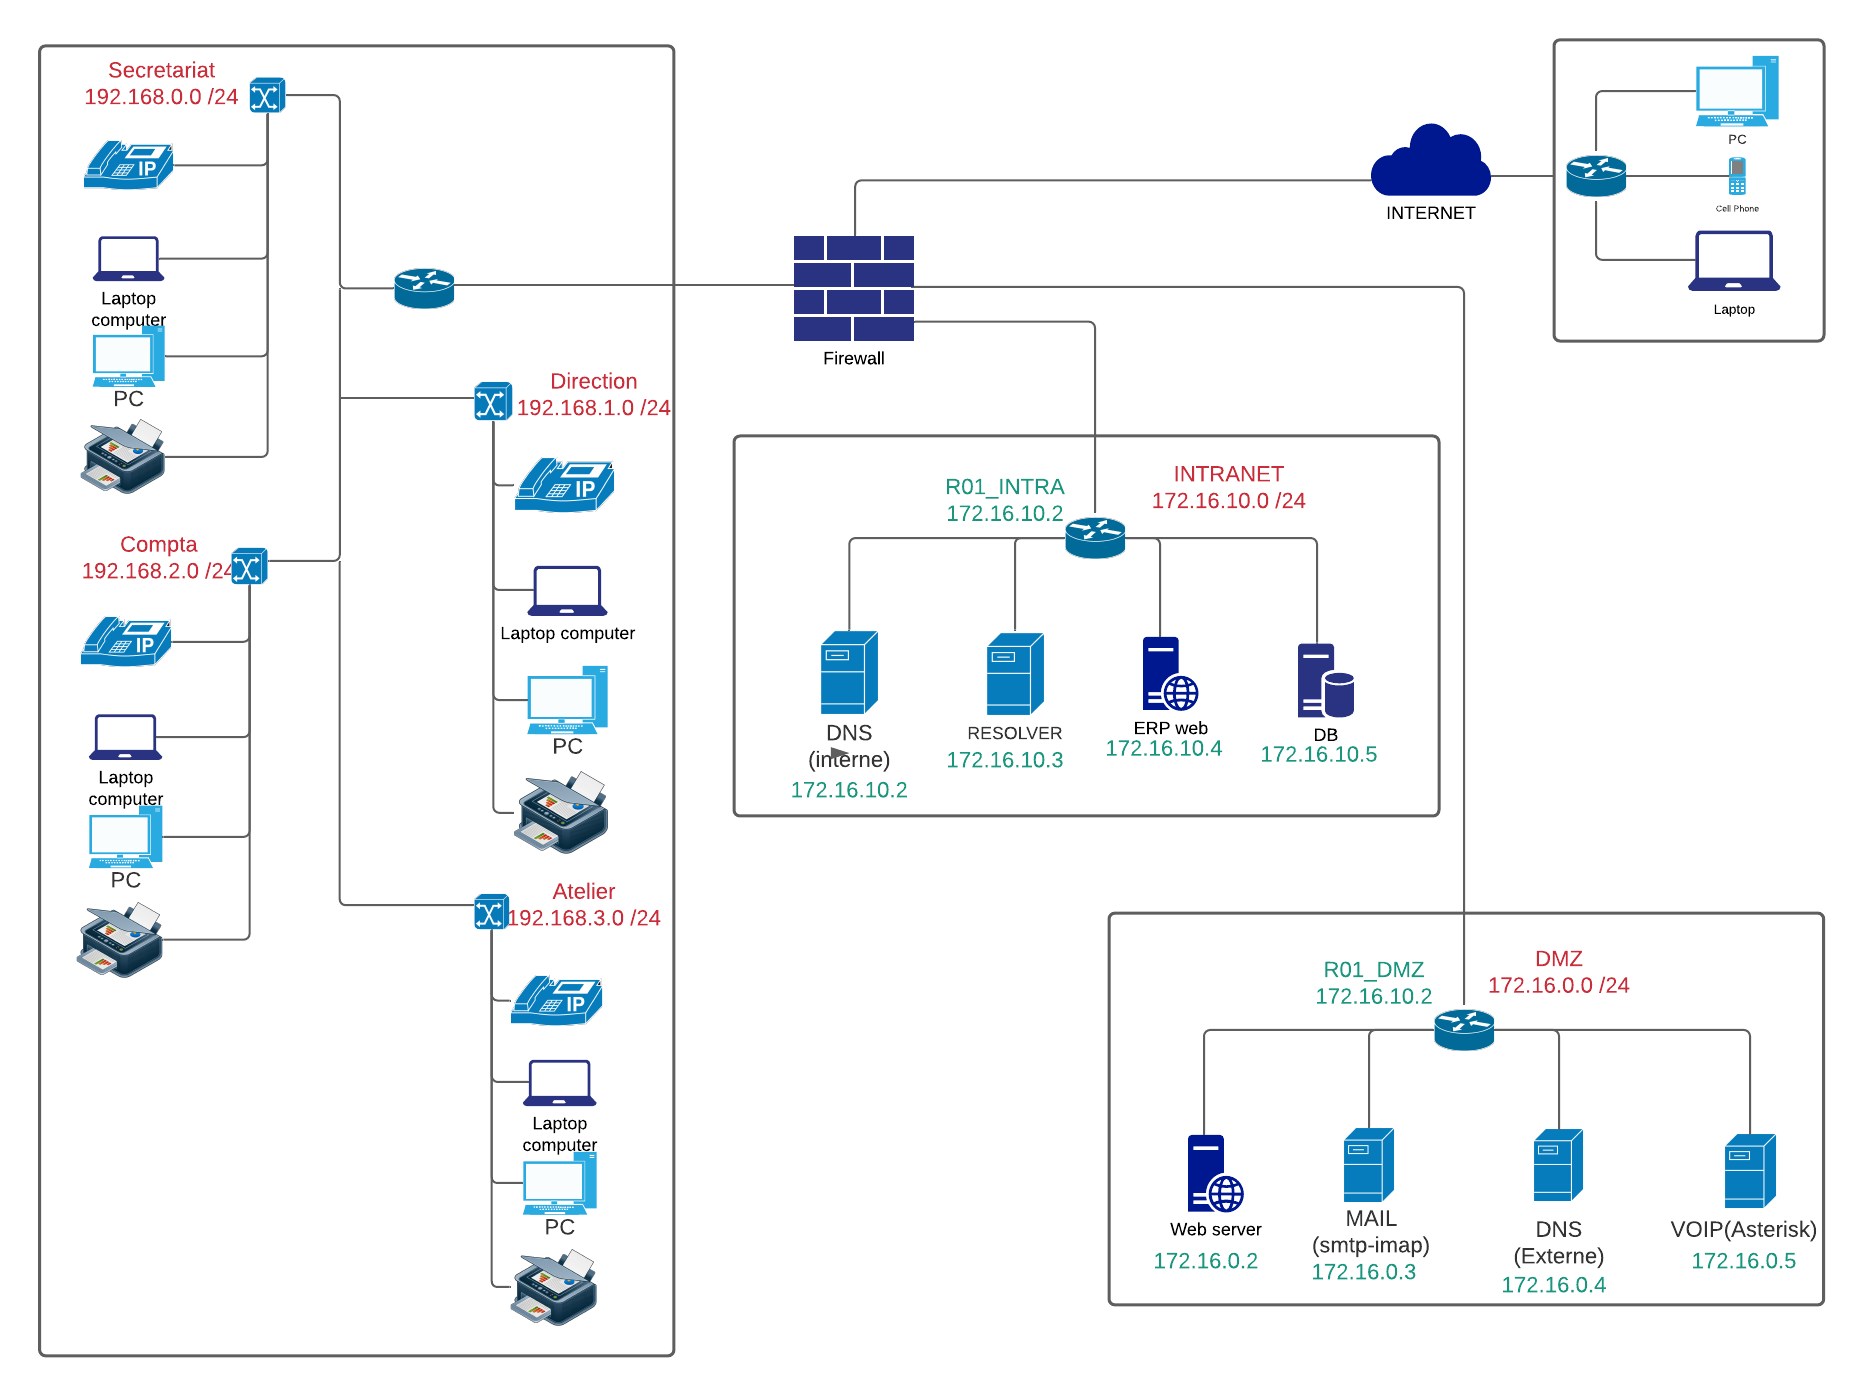 Secretariat
192.168.0.0 /24
IP
Laptop
computer
PC
Compta
192.168.2.0 /24
IP
Laptop
computer
PC
Direction
192.168.1.0 /24
IP
Laptop computer
PC
Atelier
192.168.3.0 /24
IP
Laptop
computer
PC
Firewall
INTERNET
PC
Cell Phone
Laptop
R01_INTRA
172.16.10.2
INTRANET
172.16.10.0 /24
DNS
(interne)
172.16.10.2
RESOLVER
172.16.10.3
ERP web
172.16.10.4
DB
172.16.10.5
R01_DMZ
172.16.10.2
DMZ
172.16.0.0 /24
Web server
172.16.0.2
MAIL
(smtp-imap)
172.16.0.3
DNS
(Externe)
172.16.0.4
VOIP(Asterisk)
172.16.0.5